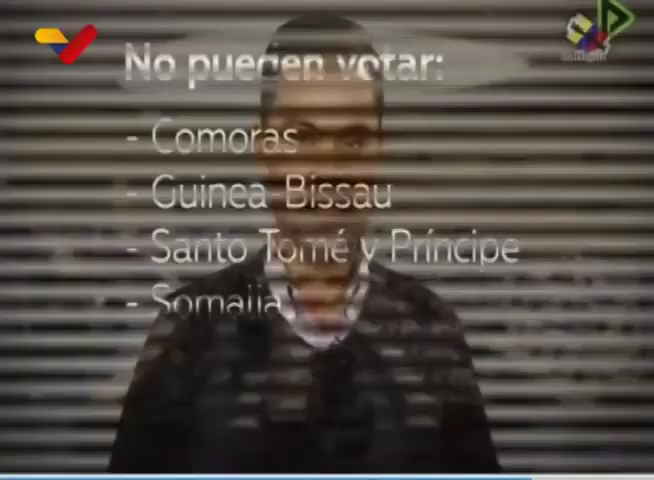 No pueden votar:
- Comoras
- Guinea-Bissau
- Santo Tomé y Príncipe
- Somalia